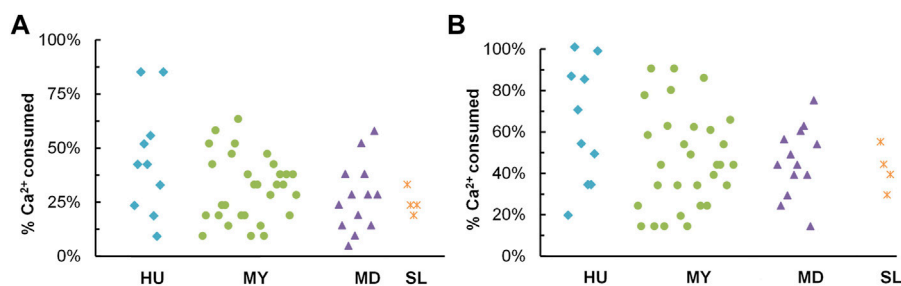 A
100%
75%
50%
25%
0%
% Ca²⁺ consumed
HU MY MD SL
B
100%
80%
60%
40%
20%
0%
% Ca²⁺ consumed
HU MY MD SL